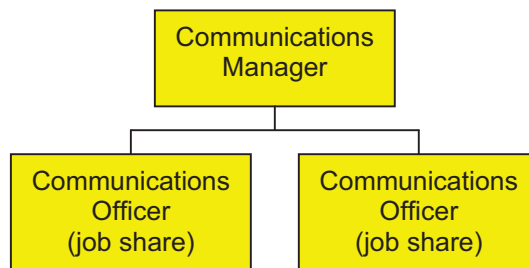 Communications
Manager
Communications
Officer
(job share)
Communications
Officer
(job share)